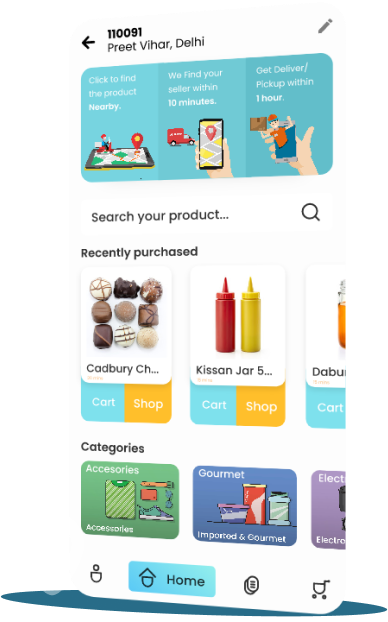 110091
Preet Vihar, Delhi
Click to find
the product
Nearby.
We Find your
seller within
10 minutes.
Get Deliver/
Pickup within
1 hour.
Search your product...
Recently purchased
Cadbury Ch...
Kissan Jar 5...
Dabur
Cart
Shop
Cart
Shop
Cart
Categories
Accesories
Accessories
Gourmet
Imported & Gourmet
Electr
Electro
Home